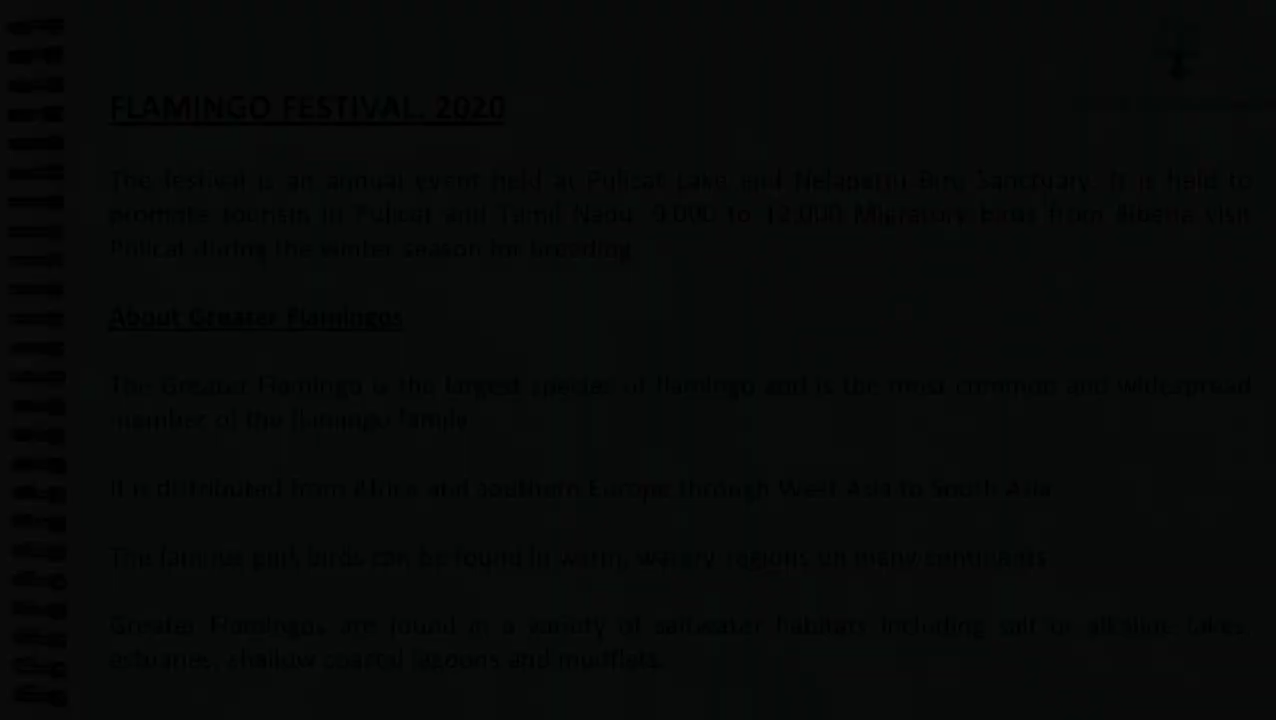 FLAMINGO FESTIVAL, 2020
The festival is an annual event held at Pulicat Lake and Nelapattu Bird Sanctuary. It is held to
promote tourism in Pulicat and Tamil Nadu. 9,000 to 12,000 Migratory birds from visit
Pulicat during the winter season for breeding.
About Greater Flamingos
The Greater Flamingo is the largest species of flamingo and is the most common and widespread
member of the flamingo family.
It is distributed from Africa and southern Europe through West Asia to South Asia.
The famous pink birds can be found in warm, watery regions on many continents.
Greater Flamingos are found in a variety of saltwater habitats including salt or alkaline lakes,
estuaries, shallow coastal lagoons and mudflats.